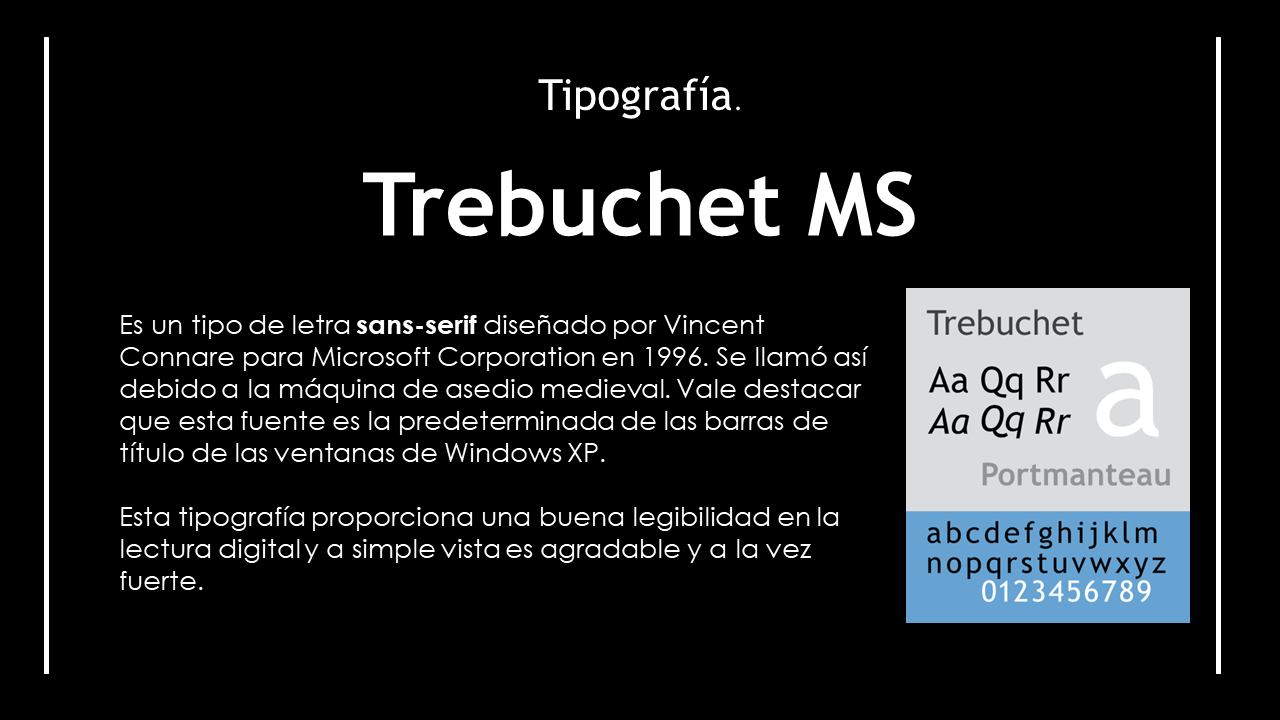 Tipografía.
Trebuchet MS
Es un tipo de letra sans-serif diseñado por Vincent
Connare para Microsoft Corporation en 1996. Se llamó así
debido a la máquina de asedio medieval. Vale destacar
que esta fuente es la predeterminada de las barras de
título de las ventanas de Windows XP.
Esta tipografía proporciona una buena legibilidad en la
lectura digital y a simple vista es agradable y a la vez
fuerte.
Trebuchet
Aa Qq Rr
Aa Qq Rr
a
Portmanteau
abcdefghijklm
nopqrstuvwxyz
0123456789